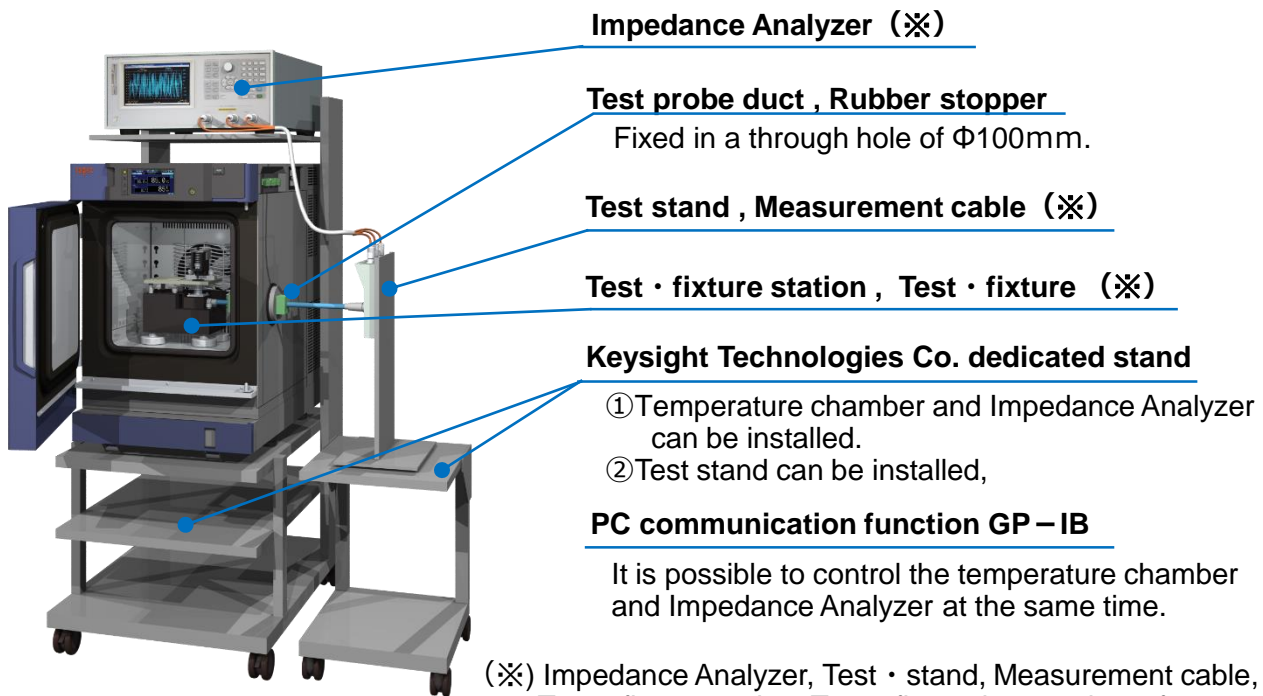 Impedance Analyzer（※）
Test probe duct , Rubber stopper
Fixed in a through hole of Φ100mm.
Test stand , Measurement cable（※）
Test・fixture station , Test・fixture （※）
Keysight Technologies Co. dedicated stand
①Temperature chamber and Impedance Analyzer
can be installed.
②Test stand can be installed,
PC communication function GP－IB
It is possible to control the temperature chamber
and Impedance Analyzer at the same time.
（※) Impedance Analyzer, Test・stand, Measurement cable,